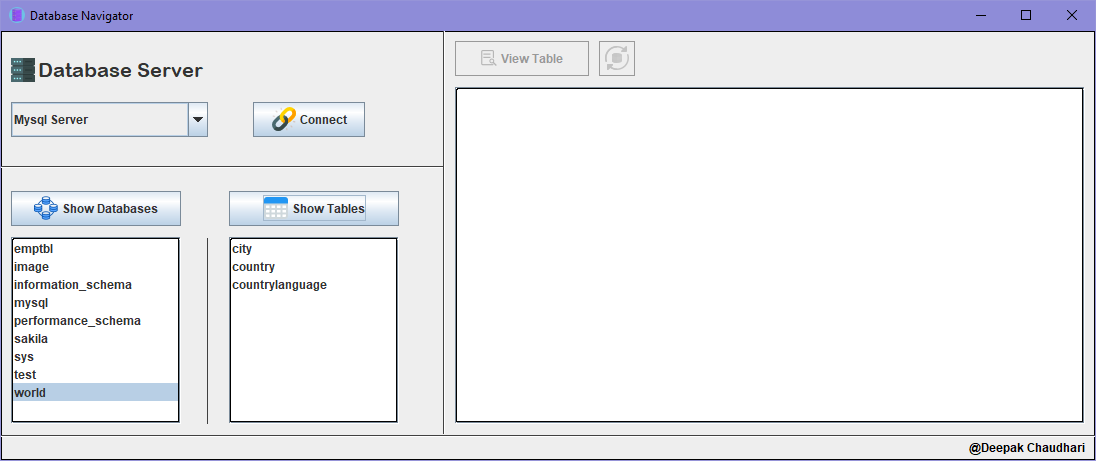 Database Navigator
Database Server
Mysql Server
Connect
Show Databases
Show Tables
emptbl
image
information_schema
mysql
performance_schema
sakila
sys
test
world
city
country
countrylanguage
View Table
@Deepak Chaudhari